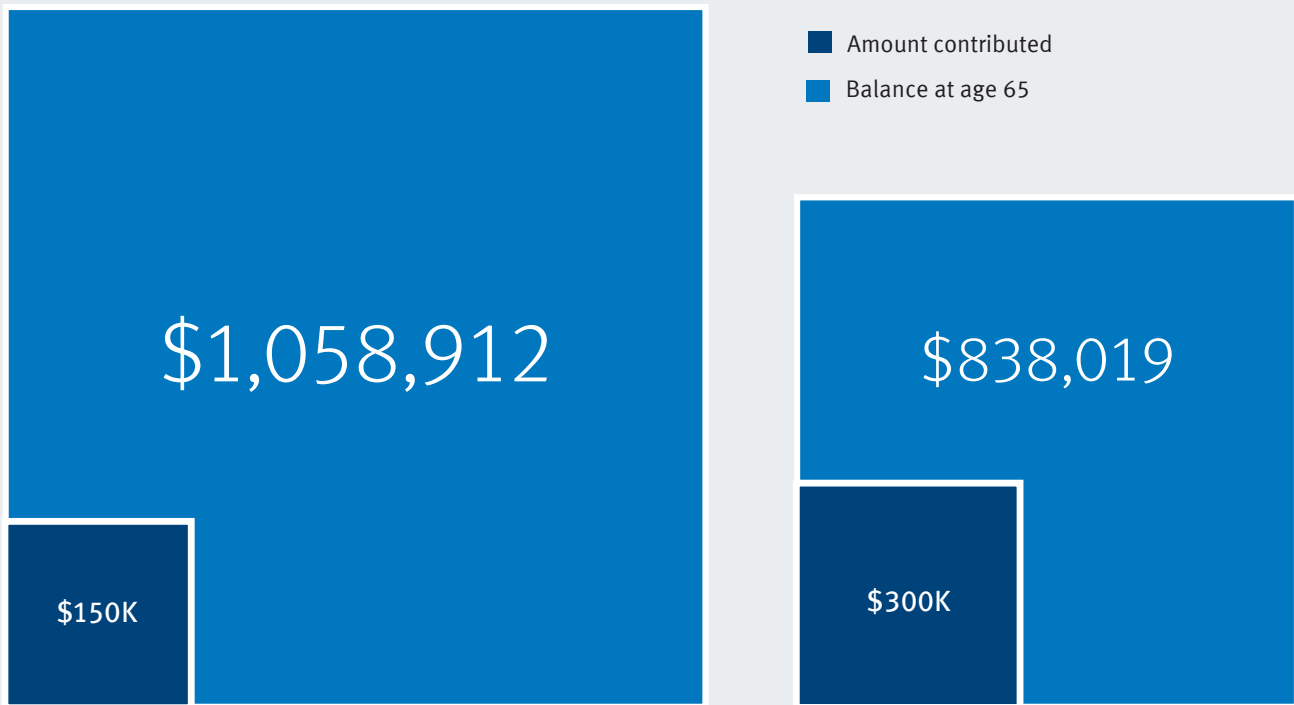 Amount contributed
Balance at age 65
$1,058,912
$838,019
$150K
$300K